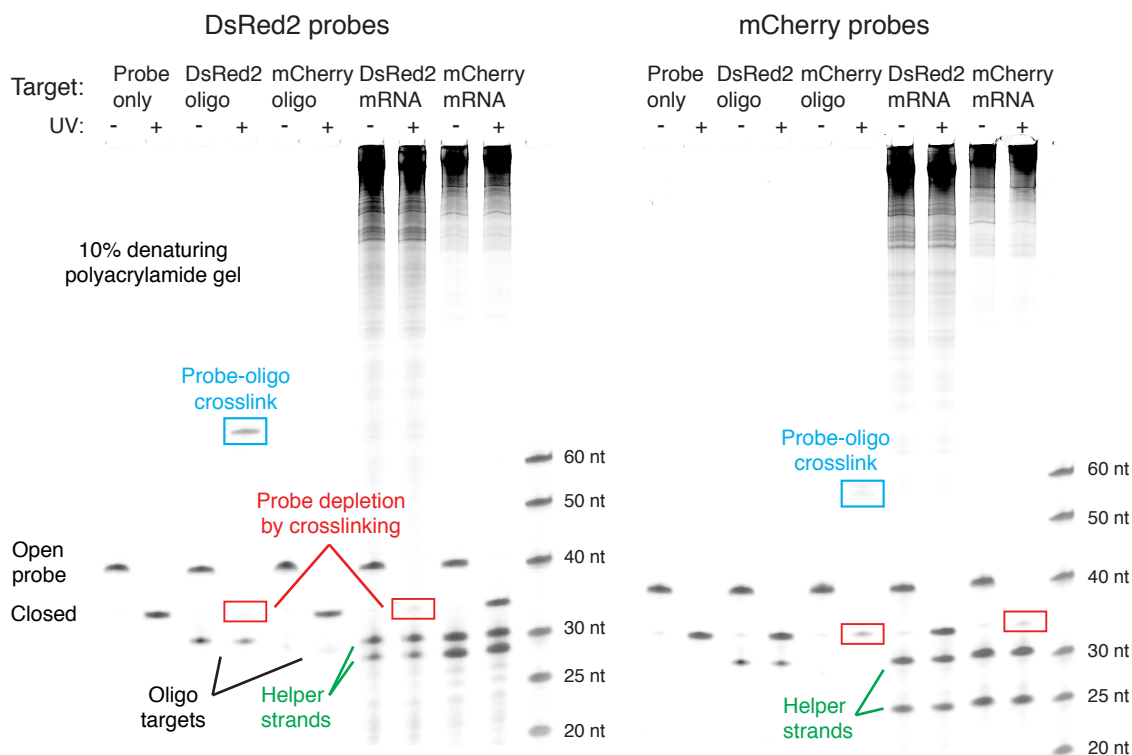 DsRed2 probes
Target:
Probe only
DsRed2 oligo
mCherry oligo
DsRed2 mRNA
mCherry mRNA
UV:
- + - + - + - + - +
10% denaturing
polyacrylamide gel
Probe-oligo
crosslink
Probe depletion
by crosslinking
Open
probe
Closed
Oligo
targets
Helper
strands
60 nt
50 nt
40 nt
30 nt
25 nt
20 nt
mCherry probes
Probe only
DsRed2 oligo
mCherry oligo
DsRed2 mRNA
mCherry mRNA
- + - + - + - + - +
Probe-oligo
crosslink
Helper
strands
60 nt
50 nt
40 nt
30 nt
25 nt
20 nt